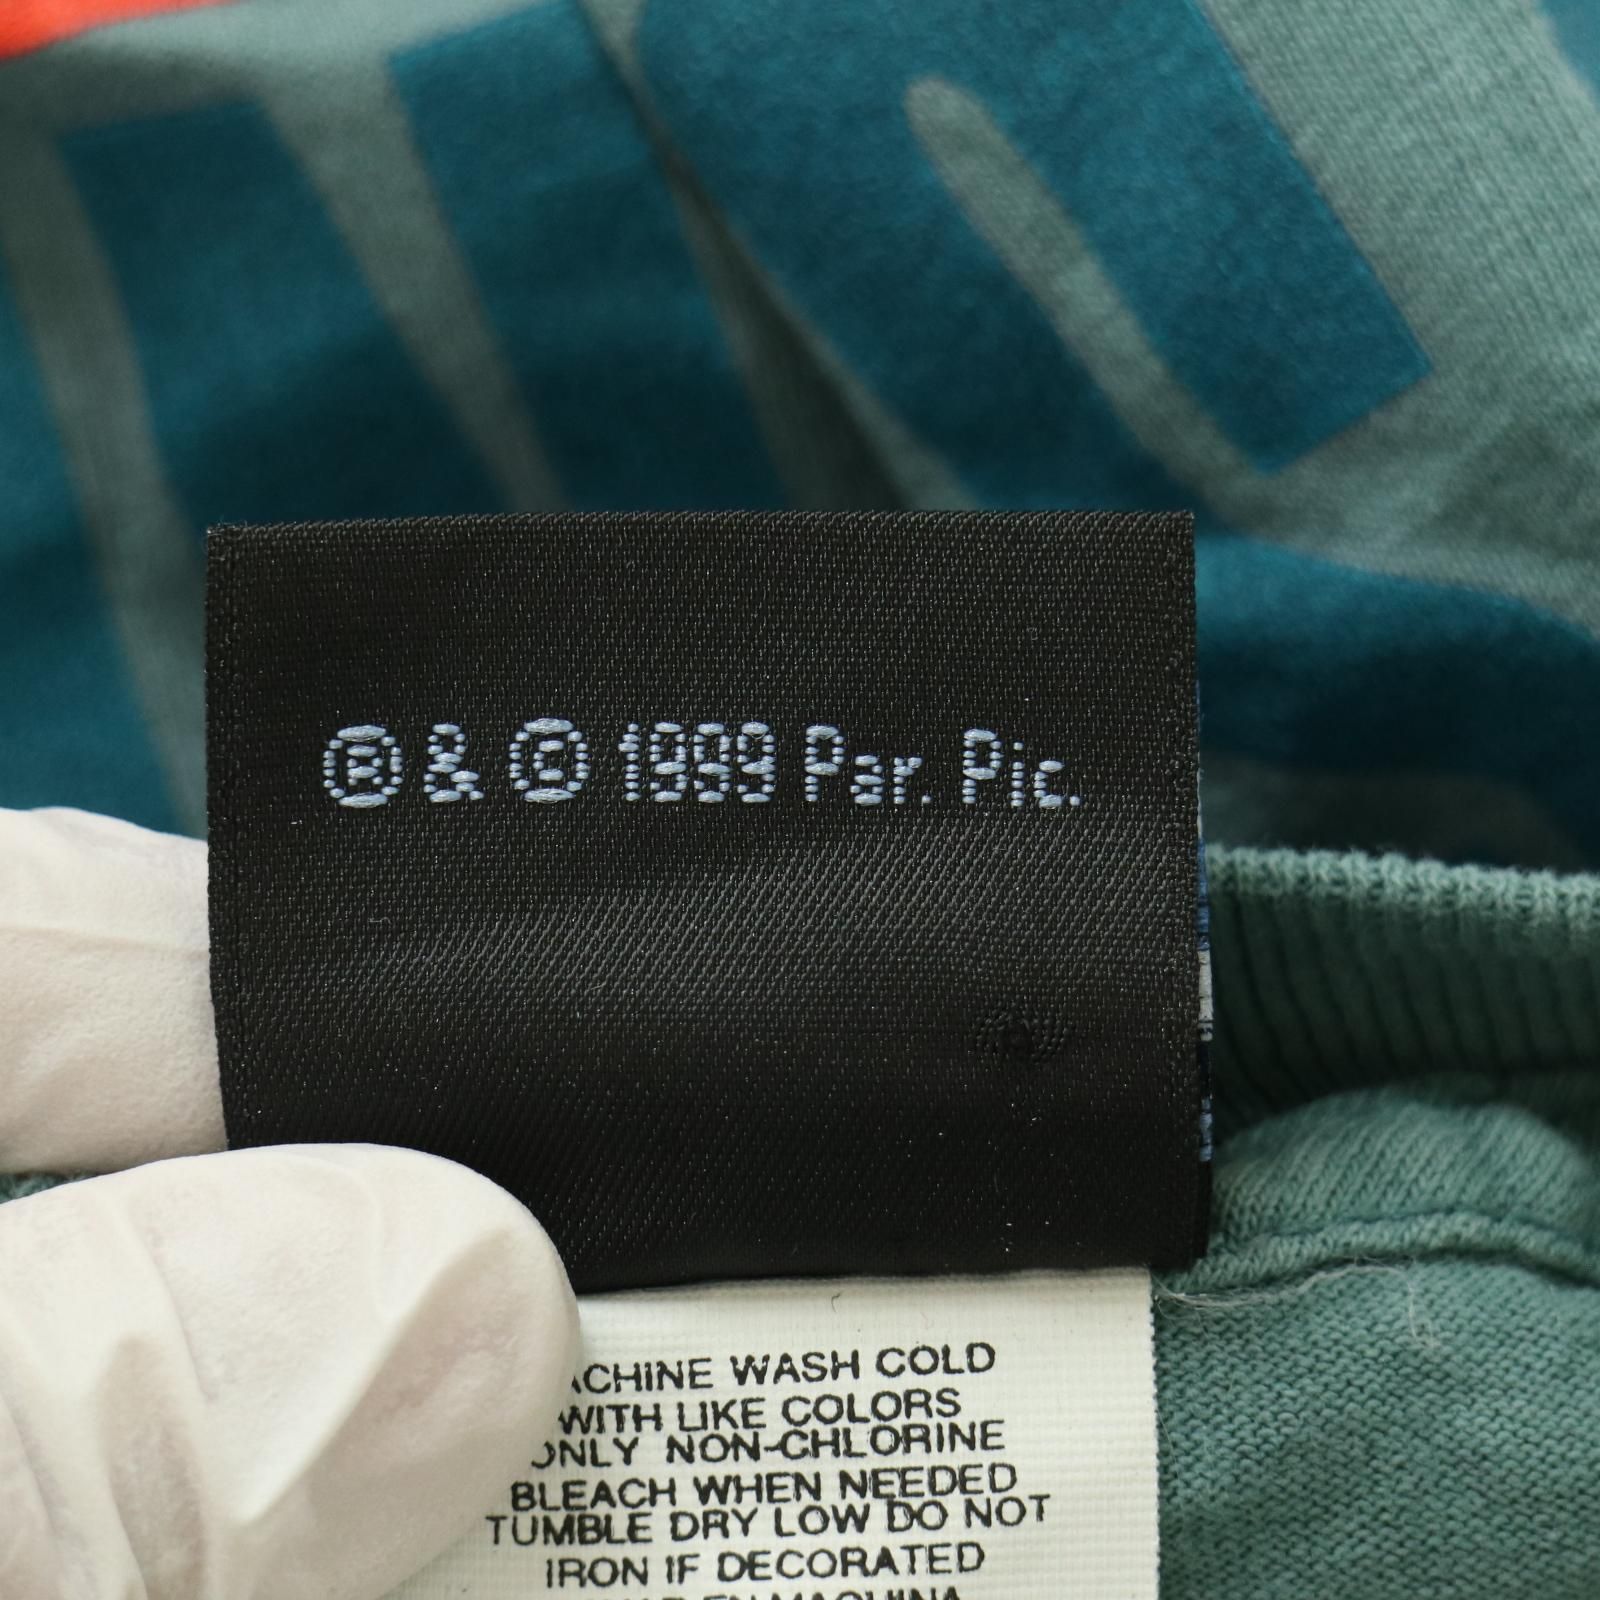 ® & © 1999 Par. Pic.
MACHINE WASH COLD
WITH LIKE COLORS
ONLY NON-CHLORINE
BLEACH WHEN NEEDED
TUMBLE DRY LOW DO NOT
IRON IF DECORATED